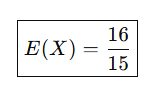 E(X) = 16/15